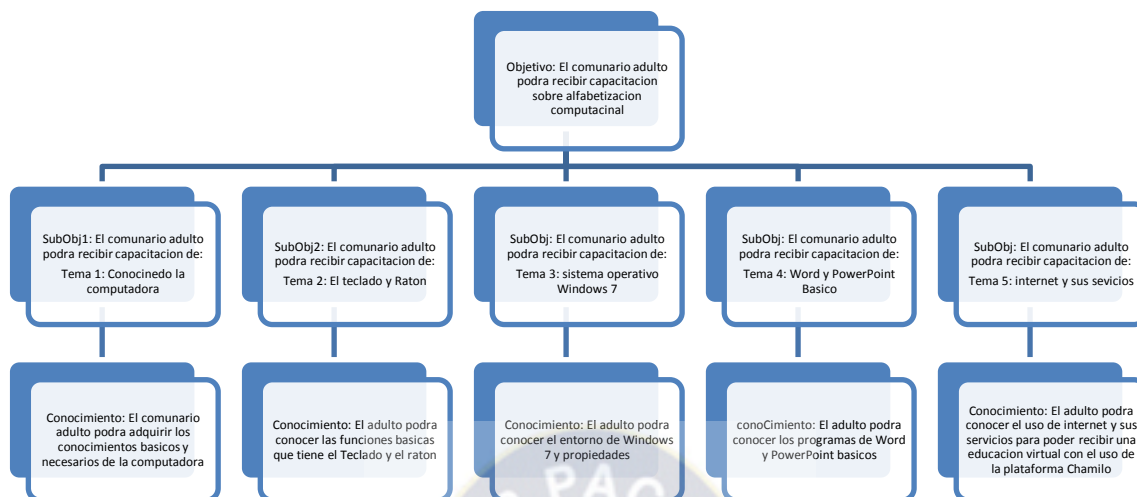 Objetivo: El comunario adulto
podra recibir capacitacion
sobre alfabetizacion
computacinal
SubObj1: El comunario adulto
podra recibir capacitacion de:
Tema 1: Conocinedo la
computadora
SubObj2: El comunario adulto
podra recibir capacitacion de:
Tema 2: El teclado y Raton
SubObj: El comunario adulto
podra recibir capacitacion de:
Tema 3: sistema operativo
Windows 7
SubObj: El comunario adulto
podra recibir capacitacion de:
Tema 4: Word y PowerPoint
Basico
SubObj: El comunario adulto
podra recibir capacitacion de:
Tema 5: internet y sus sevicios
Conocimiento: El comunario
adulto podra adquirir los
conocimientos basicos y
necesarios de la computadora
Conocimiento: El adulto podra
conocer las funciones basicas
que tiene el Teclado y el raton
Conocimiento: El adulto podra
conocer el entorno de Windows
7 y propiedades
conoCimiento: El adulto podra
conocer los programas de Word
y PowerPoint basicos
Conocimiento: El adulto podra
conocer el uso de internet y sus
servicios para poder recibir una
educacion virtual con el uso de
la plataforma Chamilo
PAC